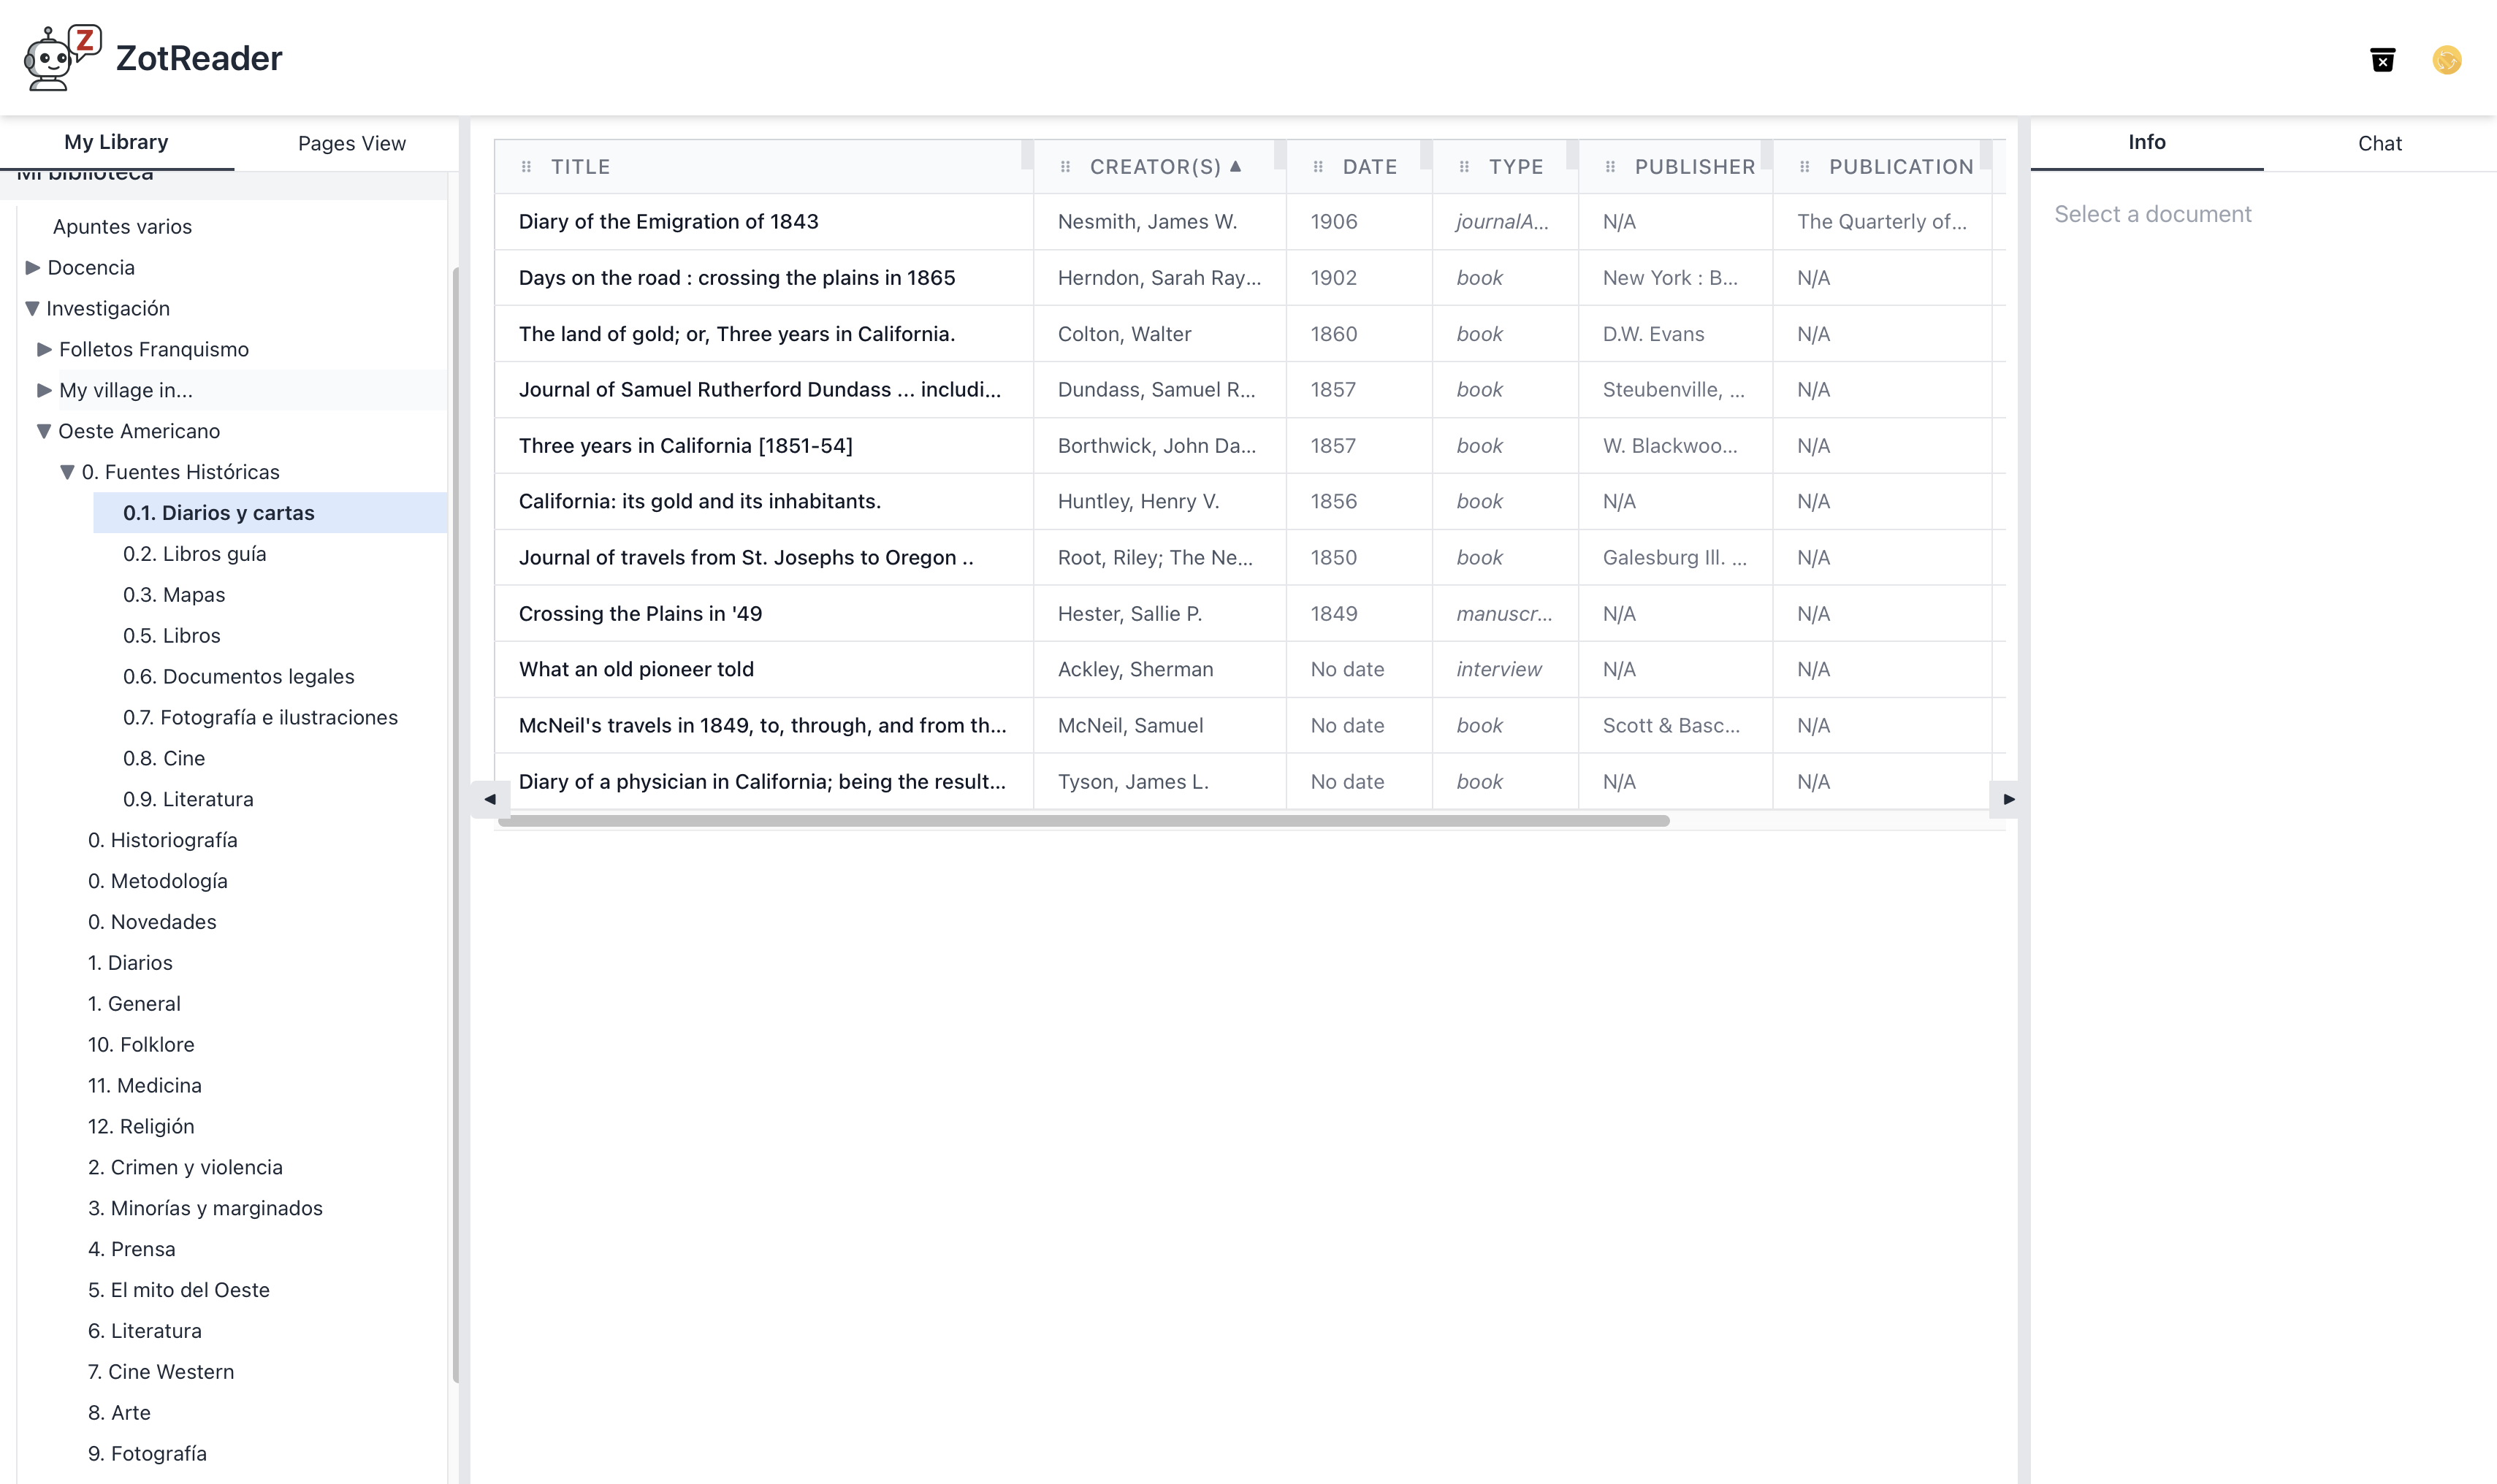 Z
ZotReader
My Library
Pages View
Mi biblioteca
Apuntes varios
Docencia
Investigación
Folletos Franquismo
My village in...
Oeste Americano
0. Fuentes Históricas
0.1. Diarios y cartas
0.2. Libros guía
0.3. Mapas
0.5. Libros
0.6. Documentos legales
0.7. Fotografía e ilustraciones
0.8. Cine
0.9. Literatura
0. Historiografía
0. Metodología
0. Novedades
1. Diarios
1. General
10. Folklore
11. Medicina
12. Religión
2. Crimen y violencia
3. Minorías y marginados
4. Prensa
5. El mito del Oeste
6. Literatura
7. Cine Western
8. Arte
9. Fotografía
TITLE CREATOR(S) ▲ DATE TYPE PUBLISHER PUBLICATION
Diary of the Emigration of 1843 Nesmith, James W. 1906 journalA... N/A The Quarterly of...
Days on the road : crossing the plains in 1865 Herndon, Sarah Ray... 1902 book New York : B... N/A
The land of gold; or, Three years in California. Colton, Walter 1860 book D.W. Evans N/A
Journal of Samuel Rutherford Dundass ... includi... Dundass, Samuel R... 1857 book Steubenville, ... N/A
Three years in California [1851-54] Borthwick, John Da... 1857 book W. Blackwoo... N/A
California: its gold and its inhabitants. Huntley, Henry V. 1856 book N/A N/A
Journal of travels from St. Josephs to Oregon .. Root, Riley; The Ne... 1850 book Galesburg Ill. ... N/A
Crossing the Plains in '49 Hester, Sallie P. 1849 manuscr... N/A N/A
What an old pioneer told Ackley, Sherman No date interview N/A N/A
McNeil's travels in 1849, to, through, and from th... McNeil, Samuel No date book Scott & Basc... N/A
Diary of a physician in California; being the result... Tyson, James L. No date book N/A N/A
Info
Chat
Select a document